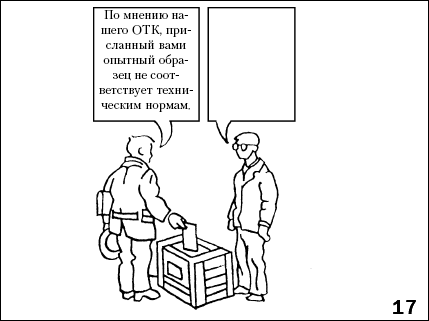 По мнению на-
шего ОТК, при-
сланный вами
опытный обра-
зец не соот-
ветствует техни-
ческим нормам.
17